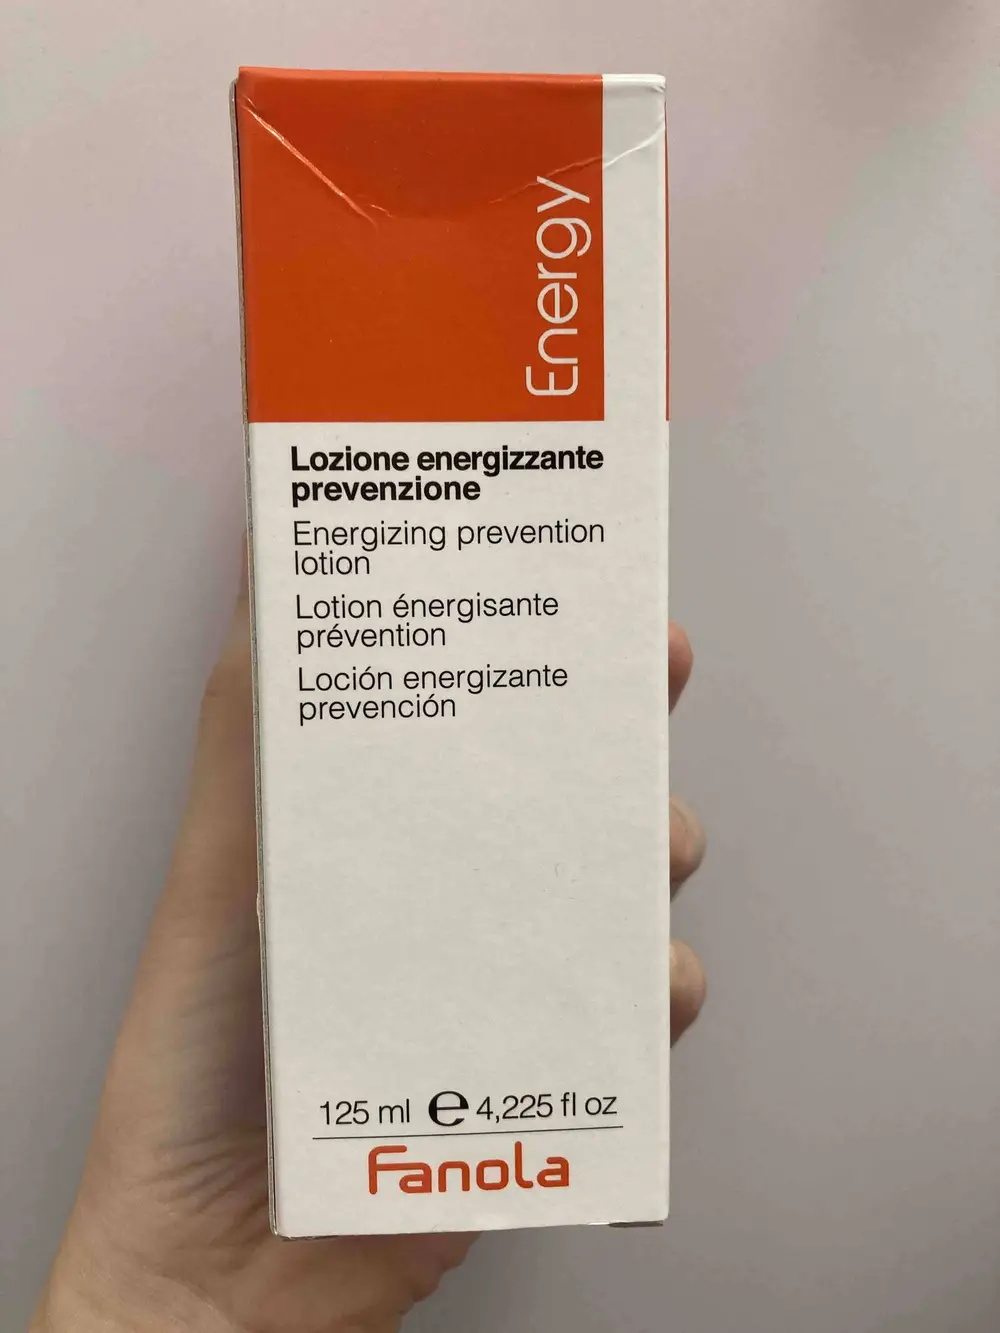 Energy
Lozione energizzante
prevenzione
Energizing prevention
lotion
Lotion énergisante
prévention
Loción energizante
prevención
125 ml ℮ 4,225 fl oz
Fanola